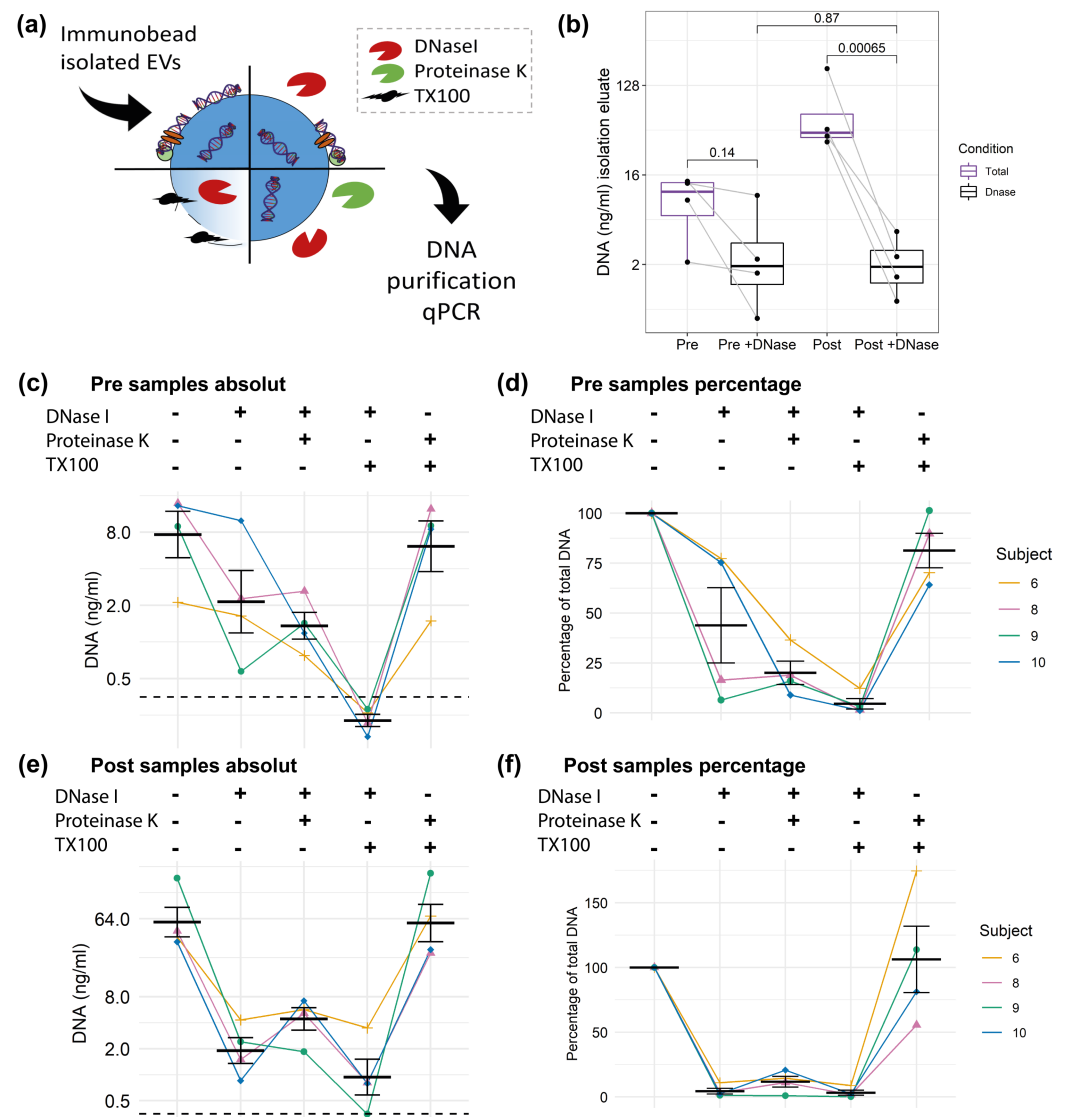 (a)
Immunobead
isolated EVs
DNaseI
Proteinase K
TX100
DNA
purification
qPCR
(b)
DNA (ng/ml) isolation eluate
128
16
2
0.14
0.87
0.00065
Pre
Pre +DNase
Post
Post +DNase
Condition
Total
Dnase
(c) Pre samples absolut
DNase I - + + + -
Proteinase K - - + - +
TX100 - - - + +
DNA (ng/ml)
8.0
2.0
0.5
(d) Pre samples percentage
DNase I - + + + -
Proteinase K - - + - +
TX100 - - - + +
Percentage of total DNA
100
75
50
25
0
Subject
6
8
9
10
(e) Post samples absolut
DNase I - + + + -
Proteinase K - - + - +
TX100 - - - + +
DNA (ng/ml)
64.0
8.0
2.0
0.5
(f) Post samples percentage
DNase I - + + + -
Proteinase K - - + - +
TX100 - - - + +
Percentage of total DNA
150
100
50
0
Subject
6
8
9
10